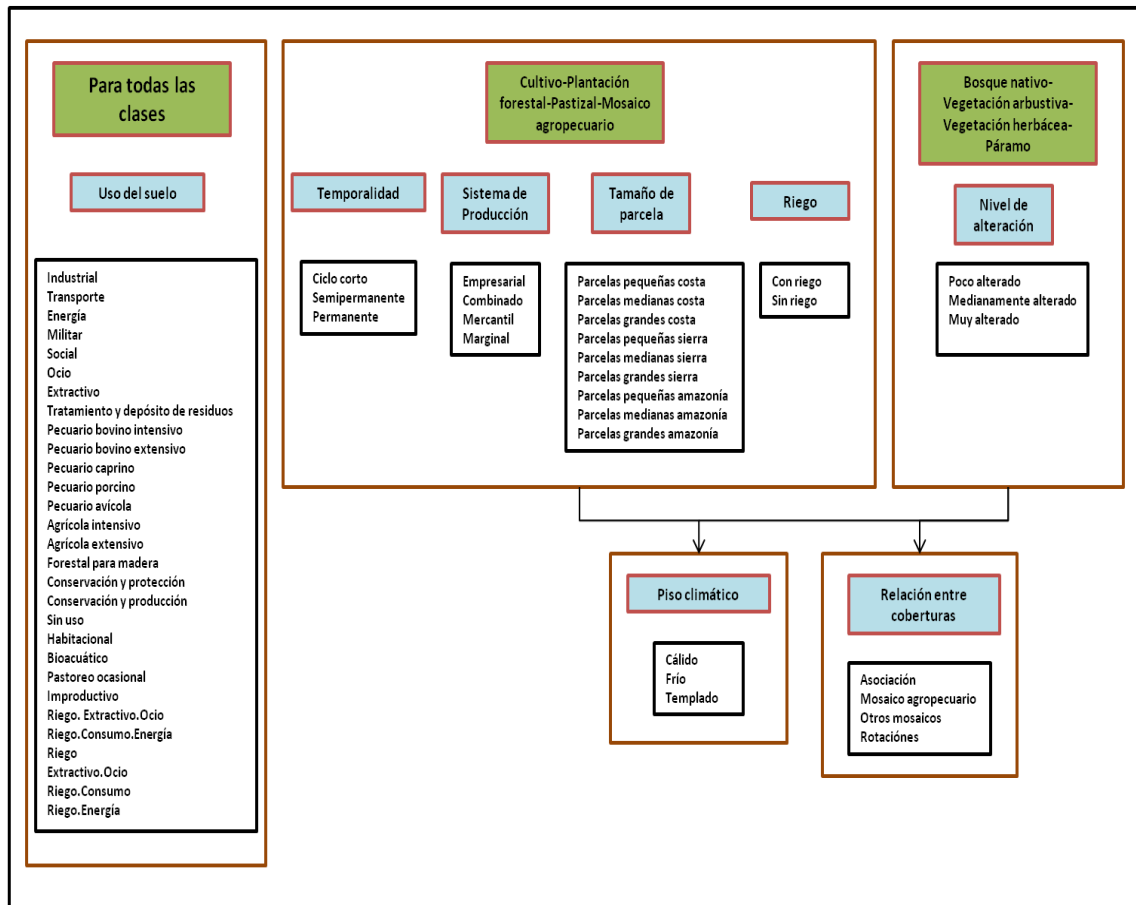 Para todas las
clases
Uso del suelo
Industrial
Transporte
Energía
Militar
Social
Ocio
Extractivo
Tratamiento y depósito de residuos
Pecuario bovino intensivo
Pecuario bovino extensivo
Pecuario caprino
Pecuario porcino
Pecuario avícola
Agrícola intensivo
Agrícola extensivo
Forestal para madera
Conservación y protección
Conservación y producción
Sin uso
Habitacional
Bioacuático
Pastoreo ocasional
Improductivo
Riego. Extractivo.Ocio
Riego.Consumo.Energía
Riego
Extractivo.Ocio
Riego.Consumo
Riego.Energía
Cultivo-Plantación
forestal-Pastizal-Mosaico
agropecuario
Temporalidad
Ciclo corto
Semipermanente
Permanente
Sistema de
Producción
Empresarial
Combinado
Mercantil
Marginal
Tamaño de
parcela
Parcelas pequeñas costa
Parcelas medianas costa
Parcelas grandes costa
Parcelas pequeñas sierra
Parcelas medianas sierra
Parcelas grandes sierra
Parcelas pequeñas amazonía
Parcelas medianas amazonía
Parcelas grandes amazonía
Riego
Con riego
Sin riego
Bosque nativo-
Vegetación arbustiva-
Vegetación herbácea-
Páramo
Nivel de
alteración
Poco alterado
Medianamente alterado
Muy alterado
Piso climático
Cálido
Frío
Templado
Relación entre
coberturas
Asociación
Mosaico agropecuario
Otros mosaicos
Rotaciónes